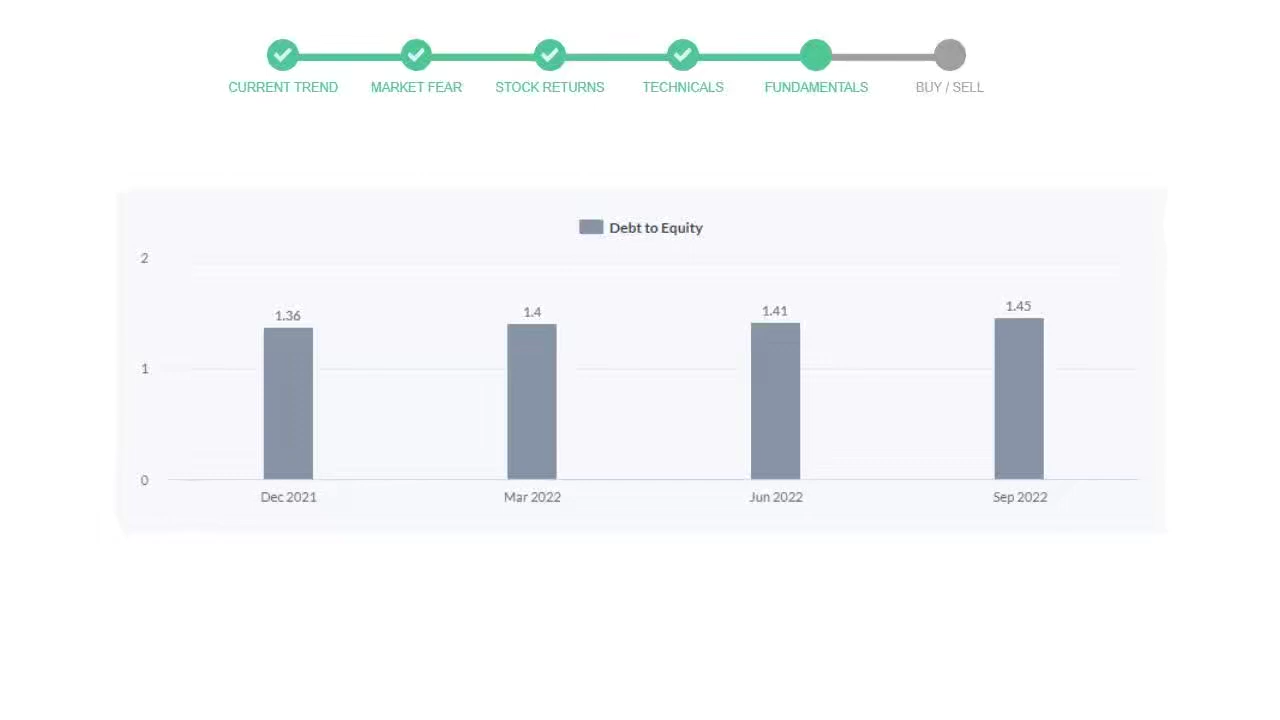 CURRENT TREND MARKET FEAR STOCK RETURNS TECHNICALS FUNDAMENTALS BUY / SELL
Debt to Equity
2
1.36 1.4 1.41 1.45
1
0
Dec 2021 Mar 2022 Jun 2022 Sep 2022